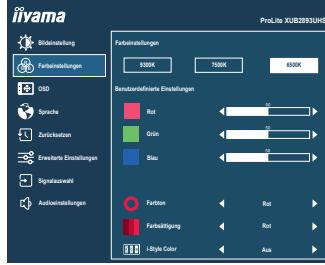 iiyama
ProLite XUB2893UHS
Bildeinstellung
Farbeinstellungen
OSD
Sprache
Zurücksetzen
Erweiterte Einstellungen
Signalauswahl
Audioeinstellungen
Farbeinstellungen
9300K 7500K 6500K
Benutzerdefinierte Einstellungen
Rot 50
Grün 50
Blau 50
Farbton Rot
Farbsättigung Rot
i-Style Color Aus